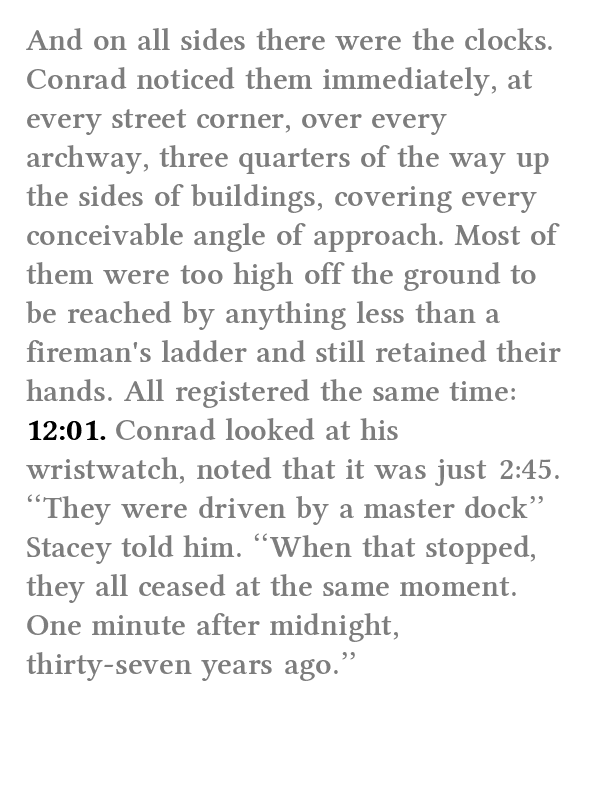 And on all sides there were the clocks.
Conrad noticed them immediately, at
every street corner, over every
archway, three quarters of the way up
the sides of buildings, covering every
conceivable angle of approach. Most of
them were too high off the ground to
be reached by anything less than a
fireman's ladder and still retained their
hands. All registered the same time:
12:01. Conrad looked at his
wristwatch, noted that it was just 2:45.
‘‘They were driven by a master dock’’
Stacey told him. ‘‘When that stopped,
they all ceased at the same moment.
One minute after midnight,
thirty-seven years ago.’’